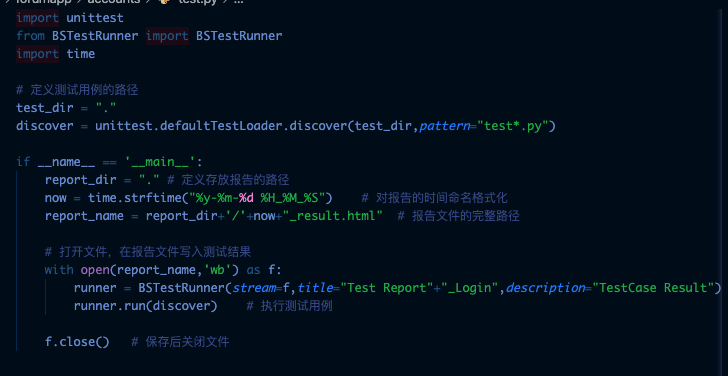 forumapp > accounts > test.py > ...
import unittest
from BSTestRunner import BSTestRunner
import time
# 定义测试用例的路径
test_dir = "."
discover = unittest.defaultTestLoader.discover(test_dir,pattern="test*.py")
if __name__ == '__main__':
    report_dir = "." # 定义存放报告的路径
    now = time.strftime("%y-%m-%d %H_%M_%S")    # 对报告的时间命名格式化
    report_name = report_dir+'/'+now+"_result.html"  # 报告文件的完整路径
    # 打开文件，在报告文件写入测试结果
    with open(report_name,'wb') as f:
        runner = BSTestRunner(stream=f,title="Test Report"+"_Login",description="TestCase Result")
        runner.run(discover)    # 执行测试用例
    f.close()   # 保存后关闭文件